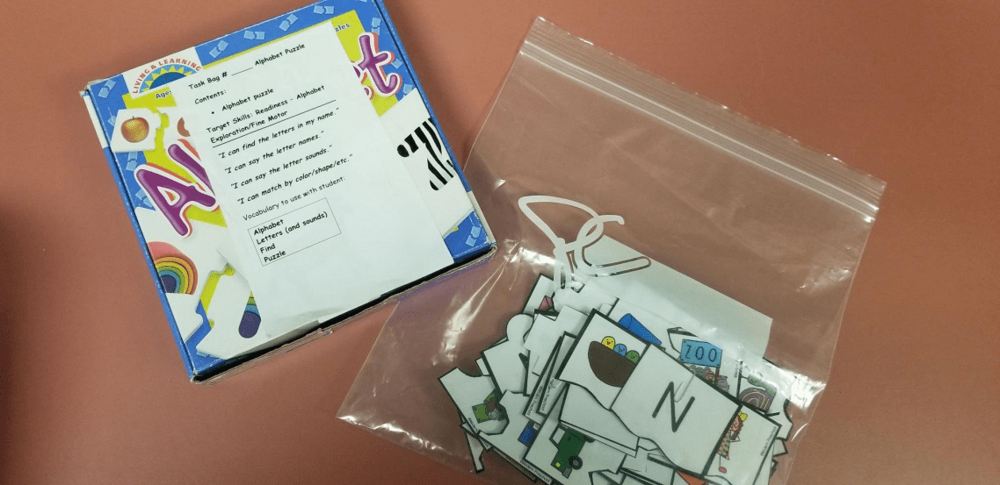 LIVING & LEARNING
zles
Age
Al
et
Task Bag # ______ Alphabet Puzzle
Contents:
• Alphabet puzzle
Target Skills: Readiness - Alphabet
Exploration/Fine Motor
"I can find the letters in my name."
"I can say the letter names."
"I can say the letter sounds."
"I can match by color/shape/etc."
Vocabulary to use with student:
Alphabet
Letters (and sounds)
Find
Puzzle
ZOO
N